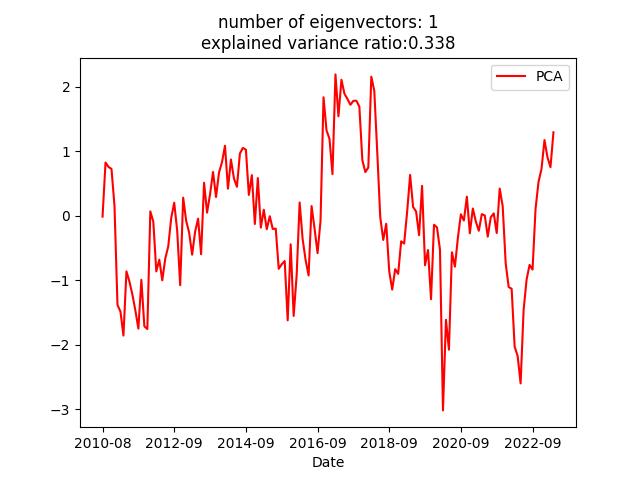 number of eigenvectors: 1
explained variance ratio:0.338
PCA
2
1
0
−1
−2
−3
2010-08 2012-09 2014-09 2016-09 2018-09 2020-09 2022-09
Date